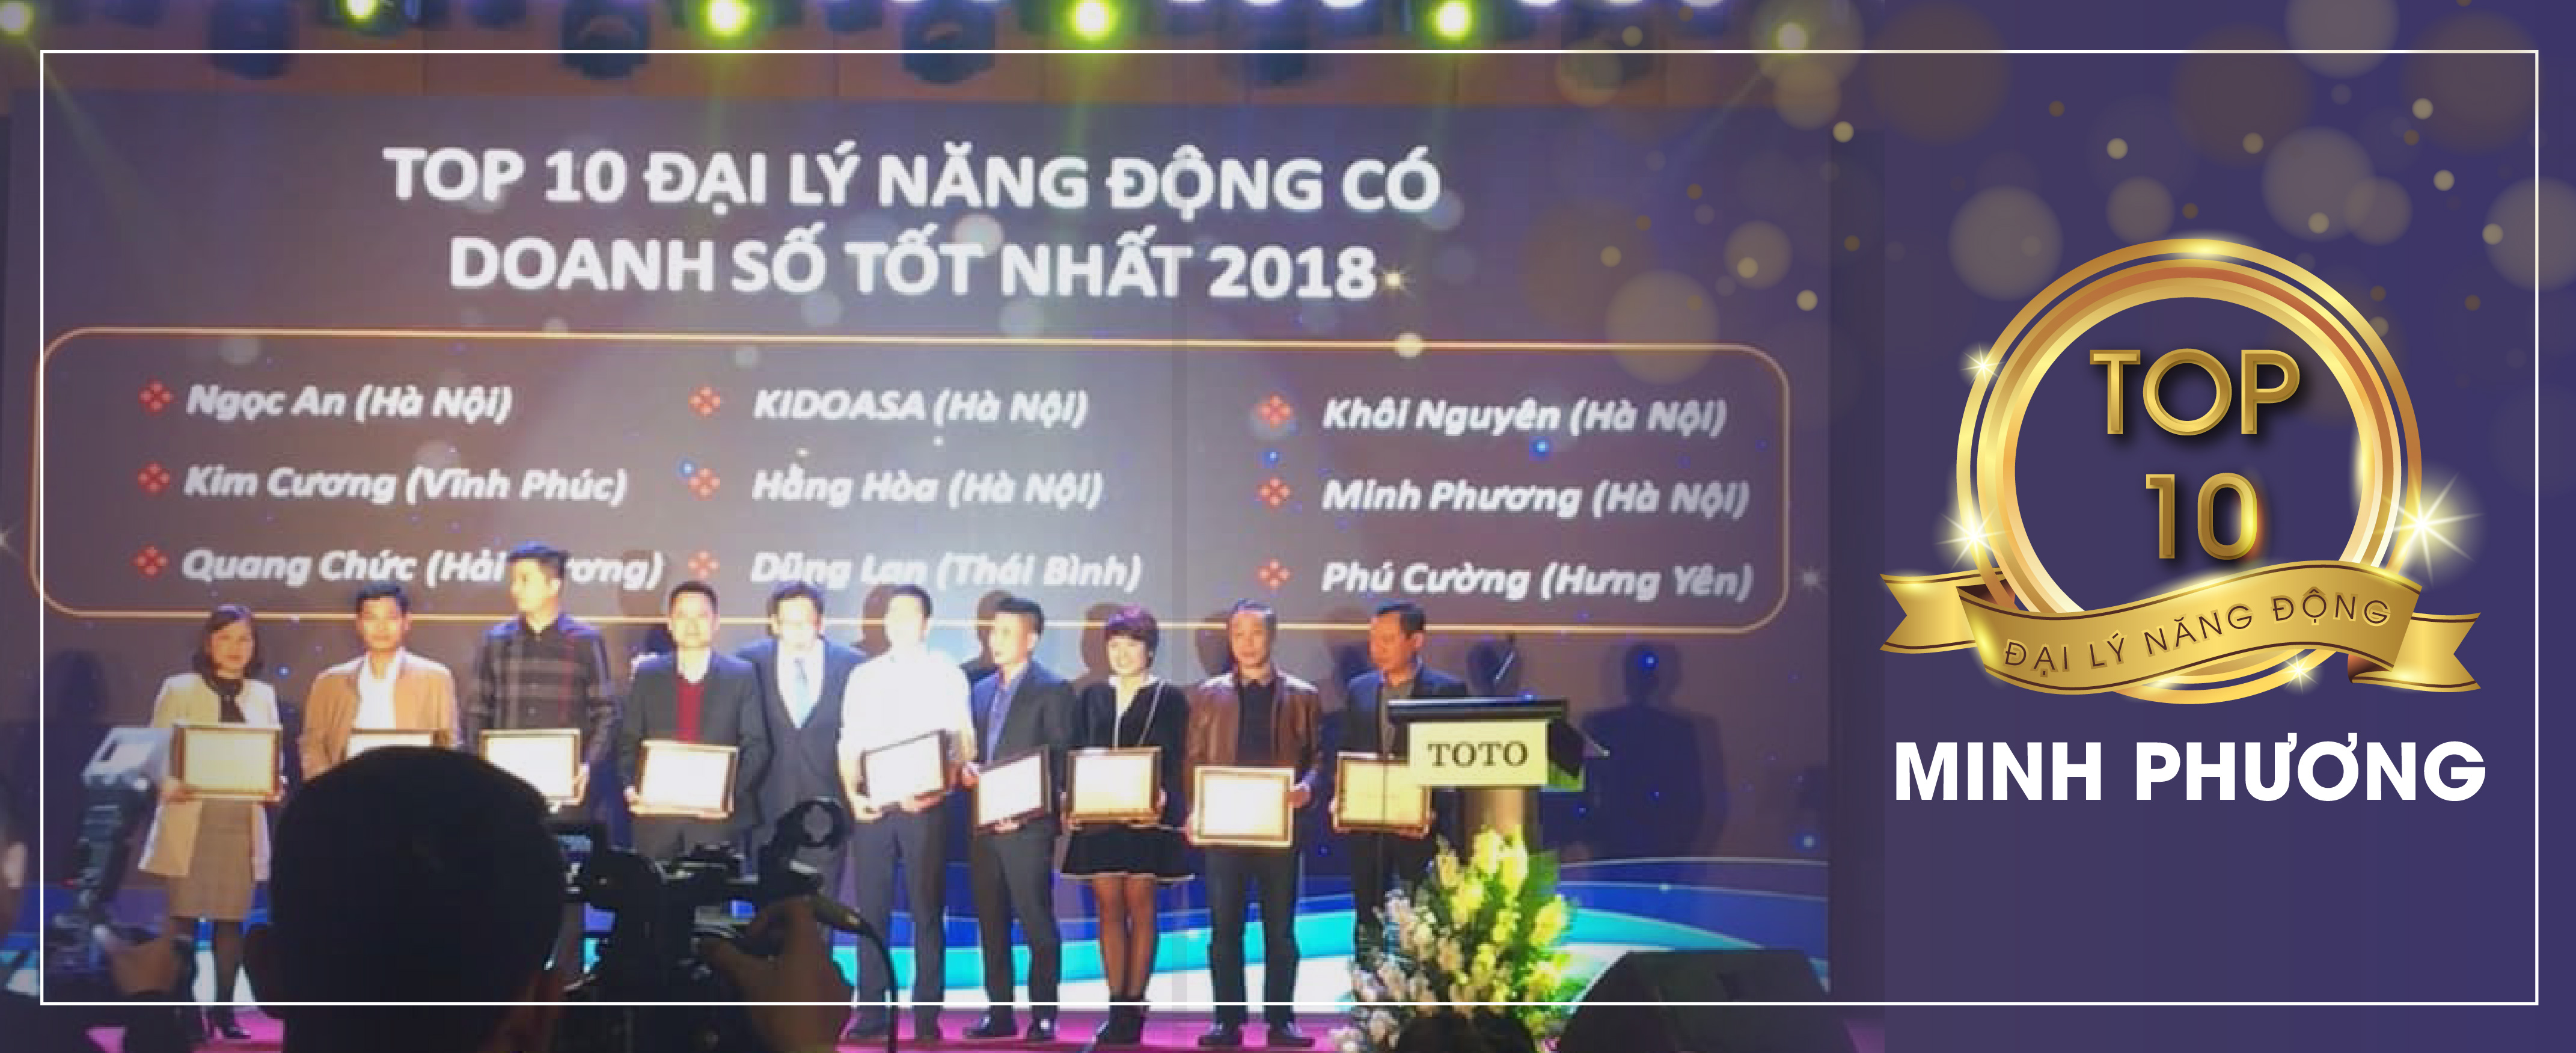 TOP 10 ĐẠI LÝ NĂNG ĐỘNG CÓ
DOANH SỐ TỐT NHẤT 2018
Ngọc An (Hà Nội)
Kim Cương (Vĩnh Phúc)
Quang Chức (Hải
KIDOASA (Hà Nội)
Hằng Hòa (Hà Nội)
Dũng Lan (Thái Bình)
Khôi Nguyên (Hà Nội)
Minh Phương (Hà Nội)
Phú Cường (Hưng Yên)
TOTO
TOP
10
ĐẠI LÝ NĂNG ĐỘNG
MINH PHƯƠNG